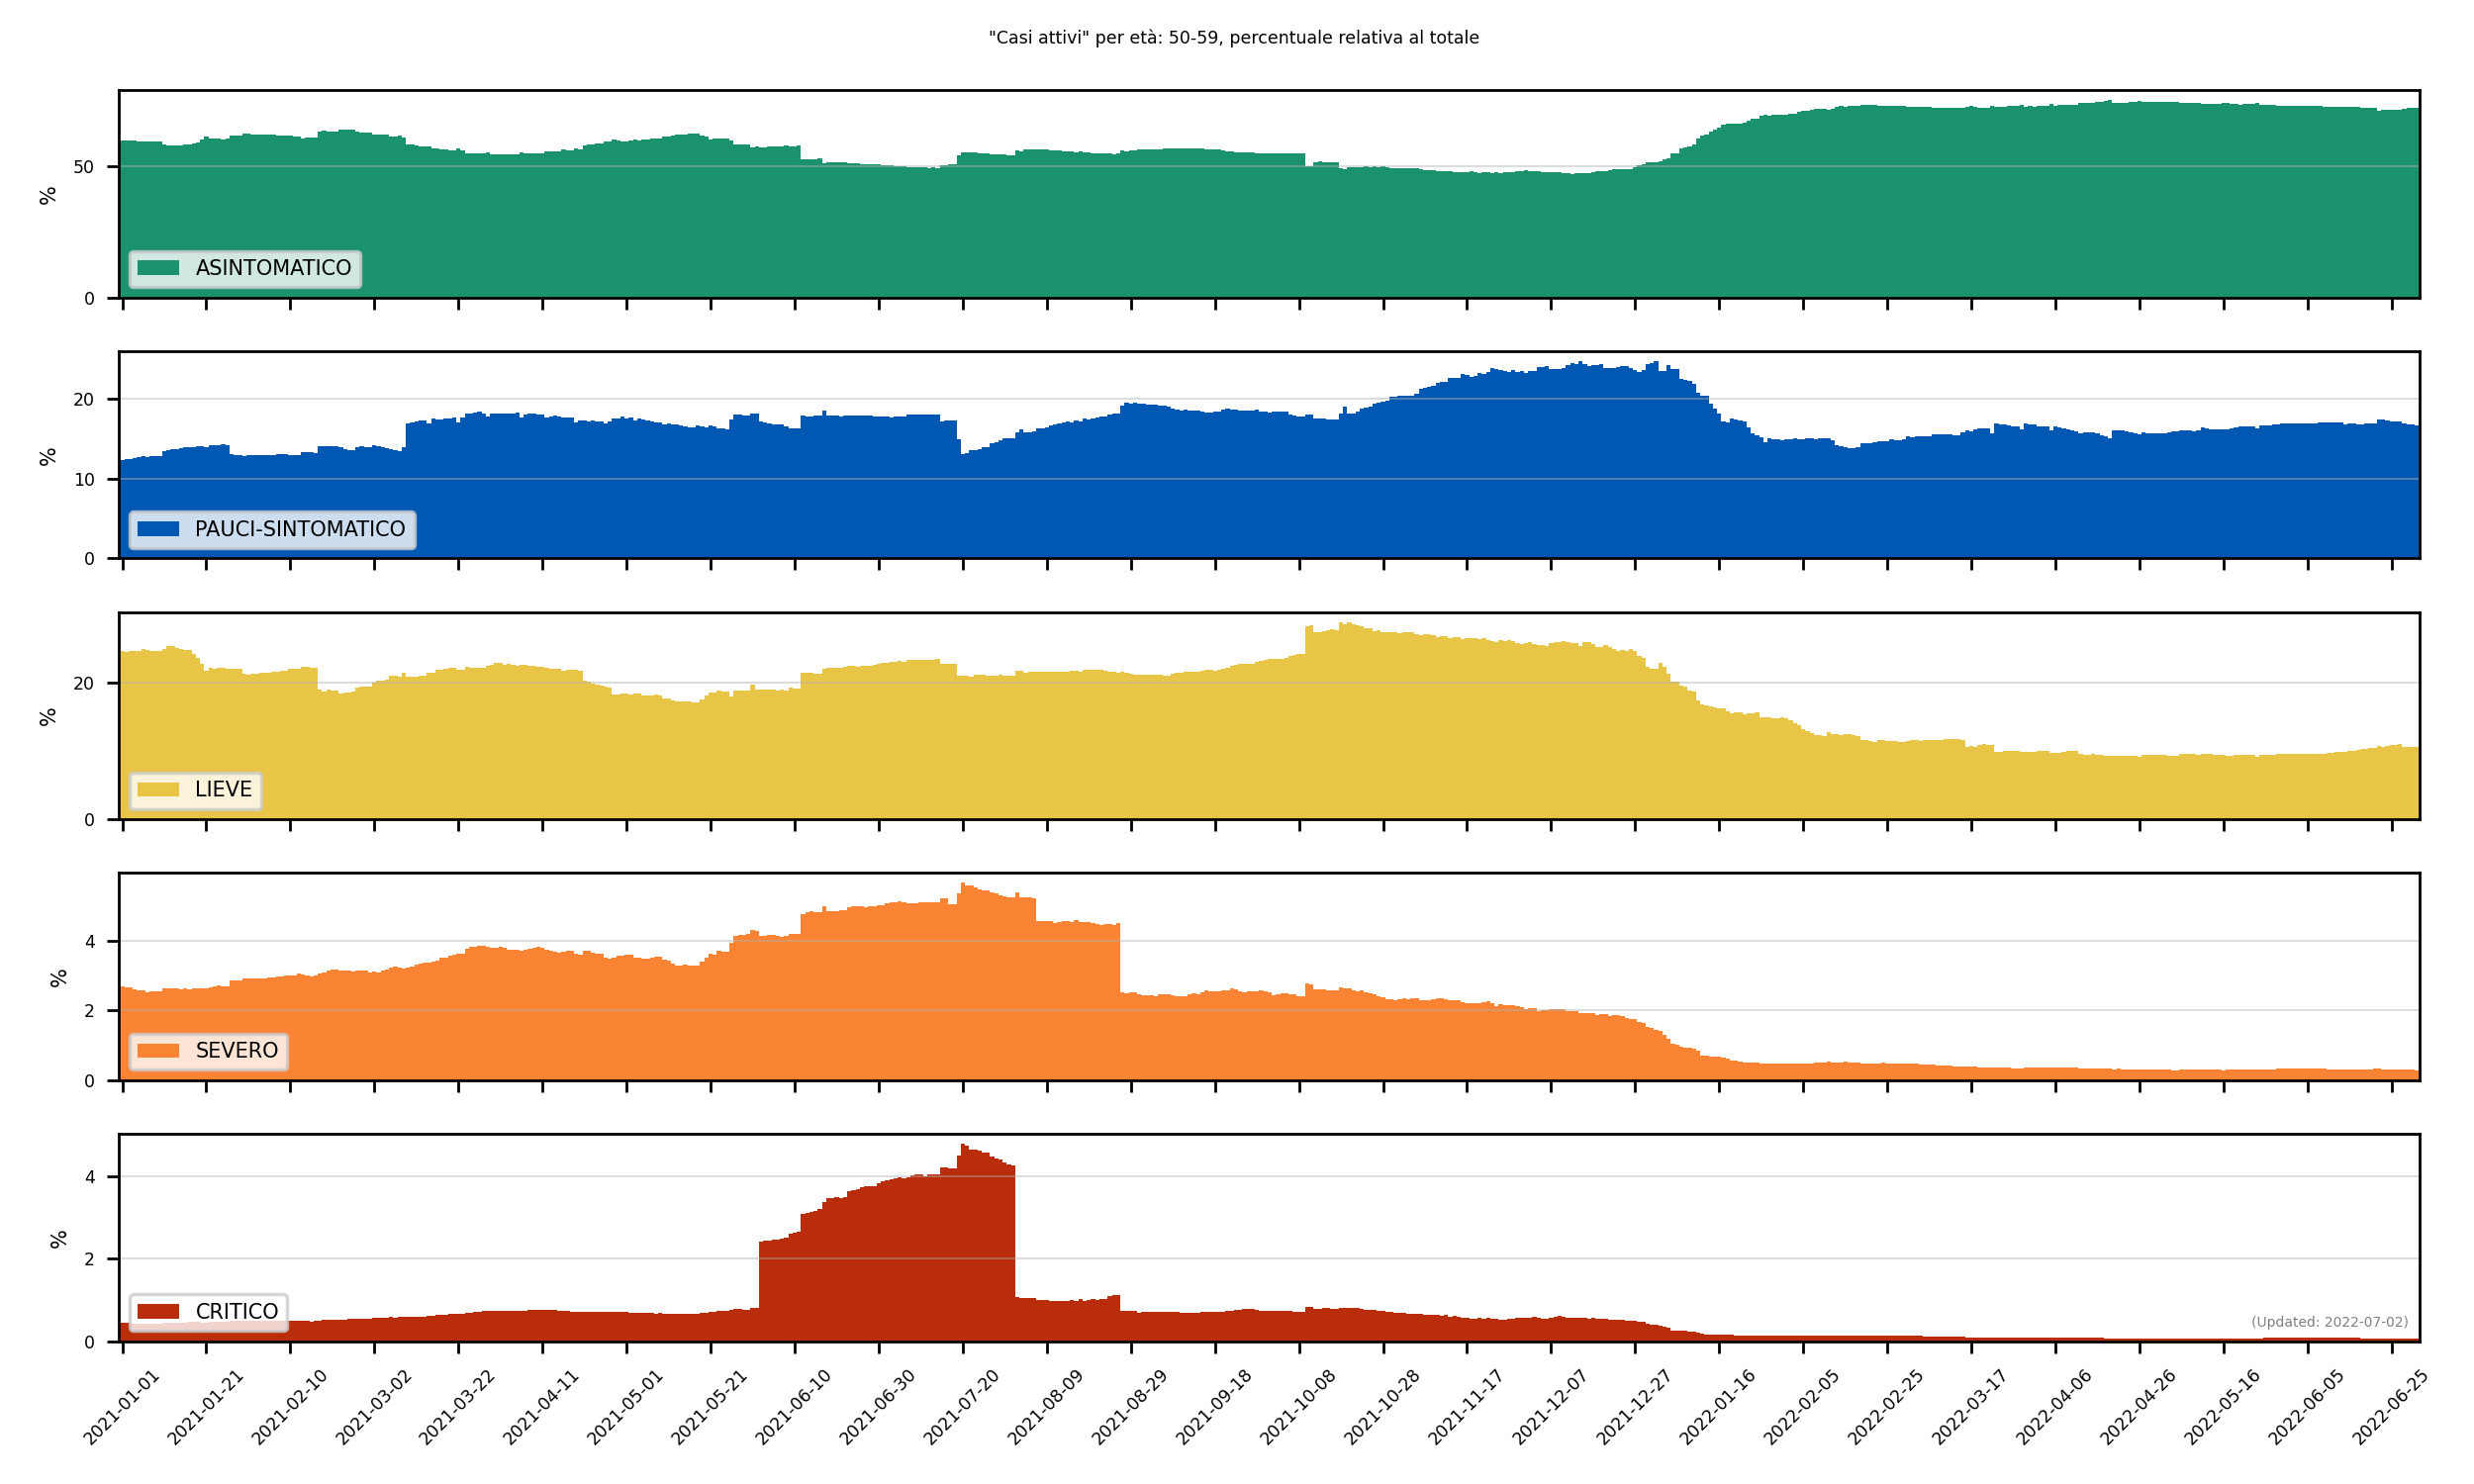 "Casi attivi" per età: 50-59, percentuale relativa al totale
50
%
0
ASINTOMATICO
20
%
10
0
PAUCI-SINTOMATICO
20
%
0
LIEVE
4
%
2
0
SEVERO
4
%
2
0
CRITICO
(Updated: 2022-07-02)
2021-01-01 2021-01-21 2021-02-10 2021-03-02 2021-03-22 2021-04-11 2021-05-01 2021-05-21 2021-06-10 2021-06-30 2021-07-20 2021-08-09 2021-08-29 2021-09-18 2021-10-08 2021-10-28 2021-11-17 2021-12-07 2021-12-27 2022-01-16 2022-02-05 2022-02-25 2022-03-17 2022-04-06 2022-04-26 2022-05-16 2022-06-05 2022-06-25